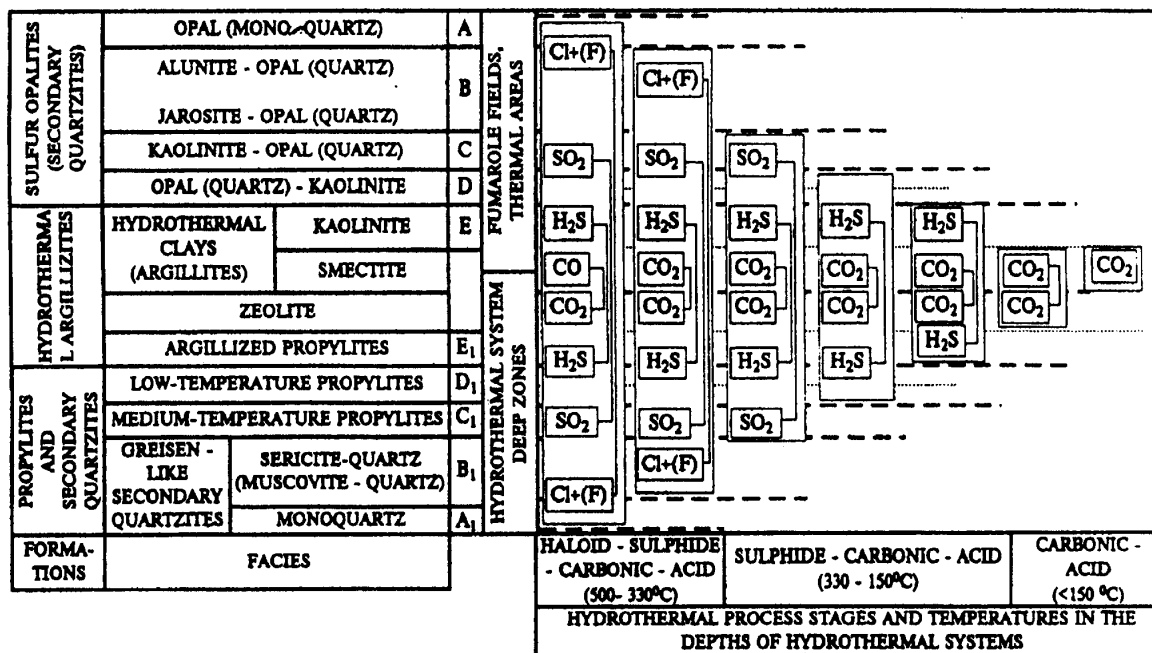 SULFUR OPALITES
(SECONDARY
QUARTZITES)
OPAL (MONO-QUARTZ)
A
ALUNITE - OPAL (QUARTZ)
JAROSITE - OPAL (QUARTZ)
B
KAOLINITE - OPAL (QUARTZ)
C
OPAL (QUARTZ) - KAOLINITE
D
HYDROTHERMA
L ARGILLIZITES
HYDROTHERMAL
CLAYS
(ARGILLITES)
KAOLINITE
E
SMECTITE
ZEOLITE
ARGILLIZED PROPYLITES
E1
PROPYLITES
AND
SECONDARY
QUARTZITES
LOW-TEMPERATURE PROPYLITES
D1
MEDIUM-TEMPERATURE PROPYLITES
C1
GREISEN -
LIKE
SECONDARY
QUARTZITES
SERICITE-QUARTZ
(MUSCOVITE - QUARTZ)
B1
MONOQUARTZ
A1
FORMA-
TIONS
FACIES
FUMAROLE FIELDS,
THERMAL AREAS
HYDROTHERMAL SYSTEM
DEEP ZONES
Cl+(F)
SO2
H2S
CO
CO2
H2S
SO2
Cl+(F)
Cl+(F)
SO2
H2S
CO2
CO2
H2S
SO2
Cl+(F)
SO2
H2S
CO2
CO2
H2S
SO2
H2S
CO2
CO2
H2S
H2S
CO2
CO2
H2S
CO2
CO2
CO2
HALOID - SULPHIDE
- CARBONIC - ACID
(500- 330⁰C)
SULPHIDE - CARBONIC - ACID
(330 - 150⁰C)
CARBONIC -
ACID
(<150 ⁰C)
HYDROTHERMAL PROCESS STAGES AND TEMPERATURES IN THE
DEPTHS OF HYDROTHERMAL SYSTEMS